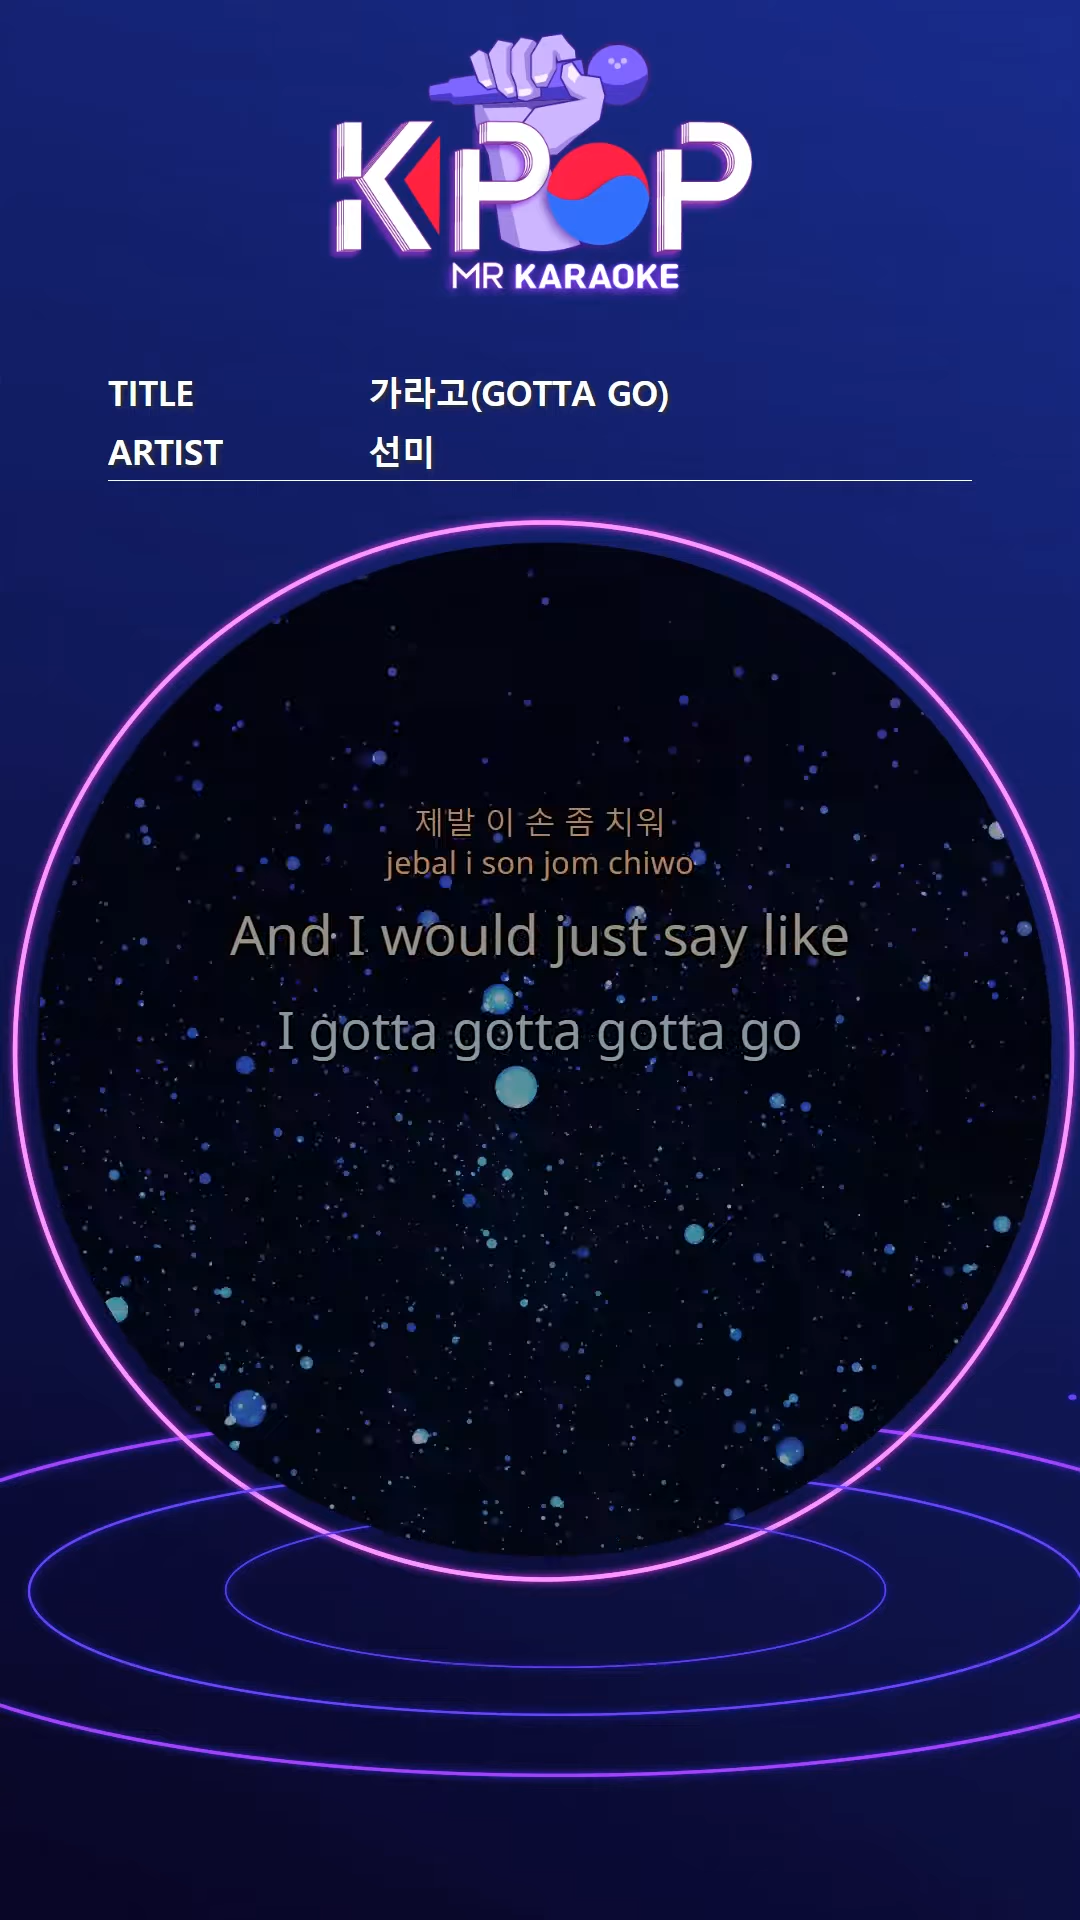 KPOP
MR KARAOKE
TITLE 가라고(GOTTA GO)
ARTIST 선미
제발 이 손 좀 치워
jebal i son jom chiwo
And I would just say like
I gotta gotta gotta go